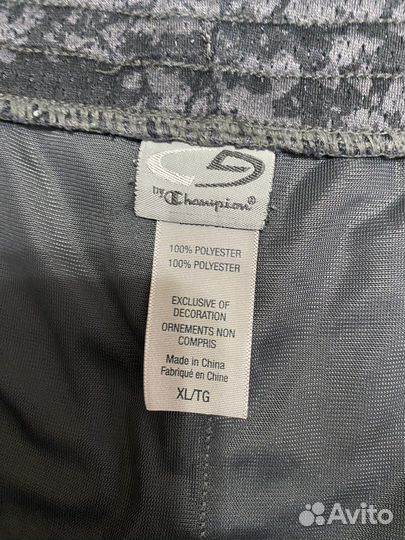 by Champion®
100% POLYESTER
100% POLYESTER
EXCLUSIVE OF
DECORATION
ORNEMENTS NON
COMPRIS
Made in China
Fabriqué en Chine
XL/TG
Avito